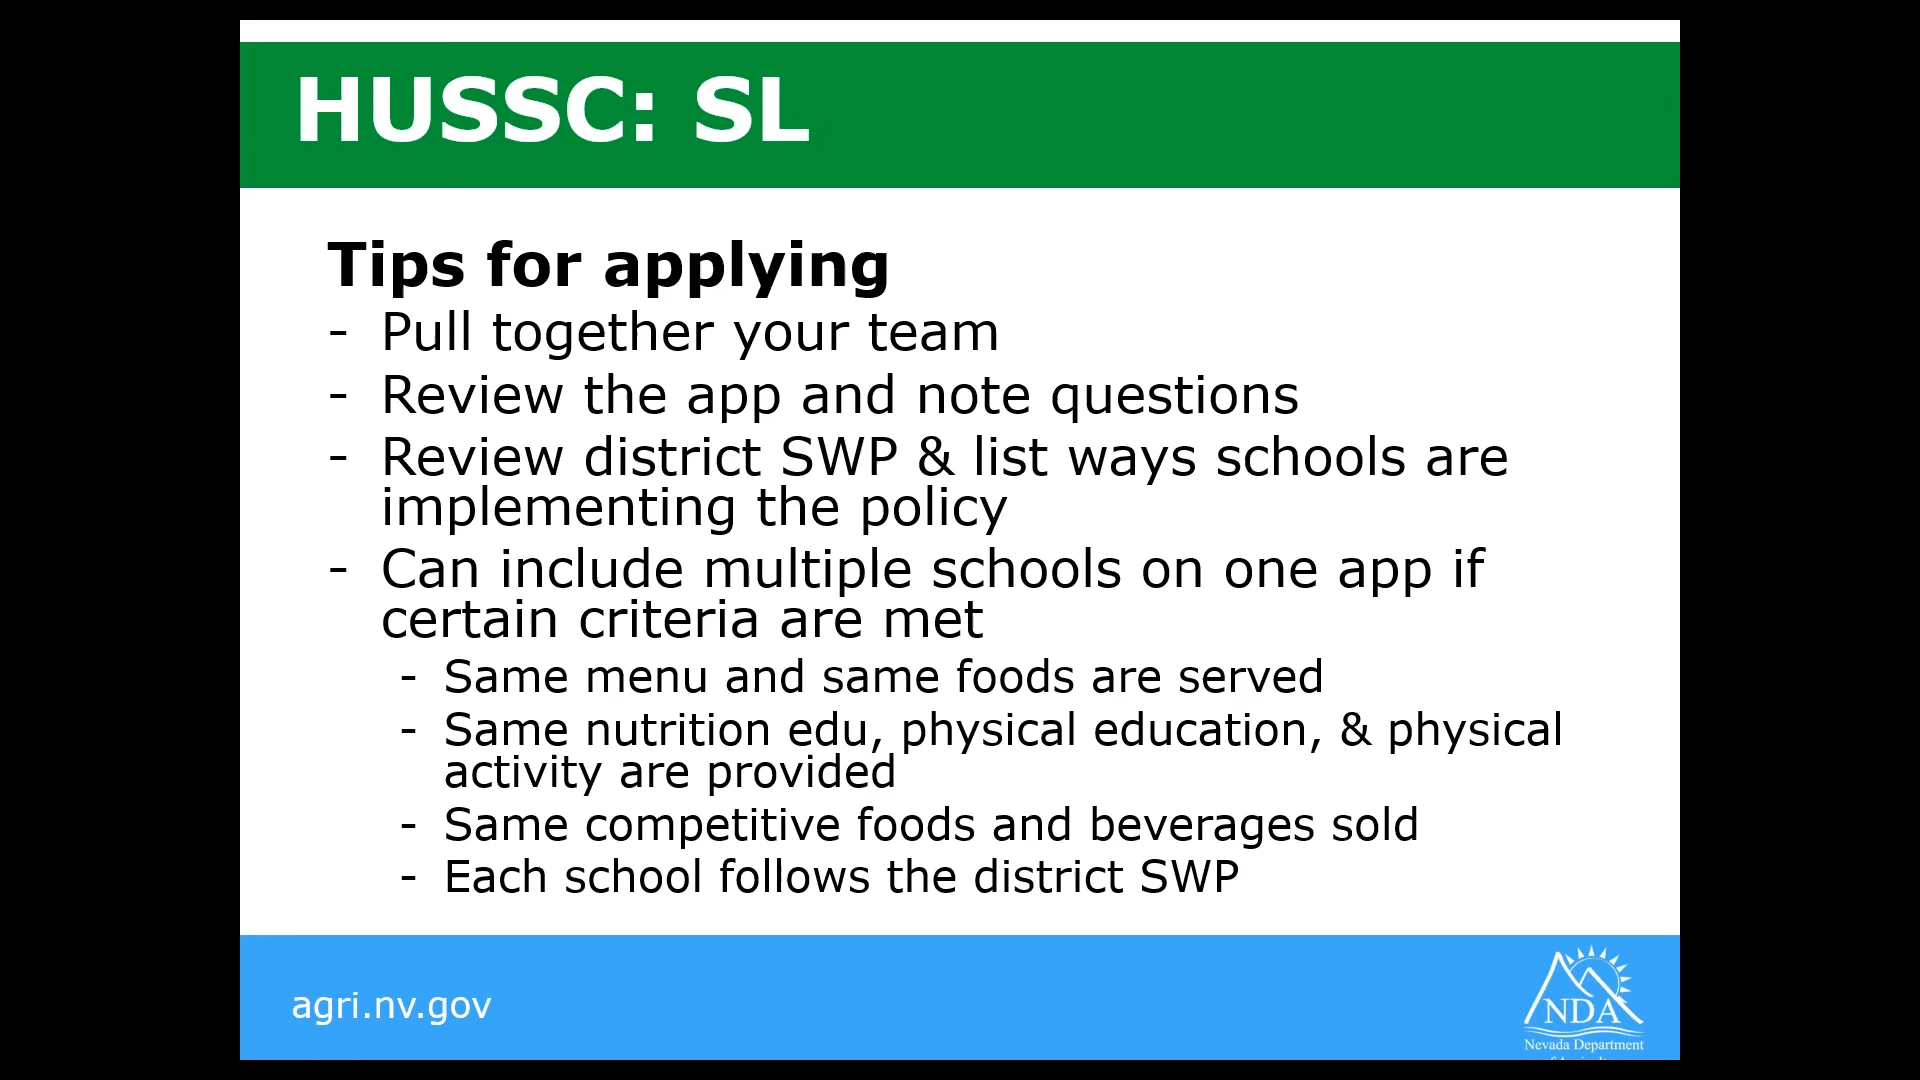 HUSSC: SL
Tips for applying
- Pull together your team
- Review the app and note questions
- Review district SWP & list ways schools are
implementing the policy
- Can include multiple schools on one app if
certain criteria are met
- Same menu and same foods are served
- Same nutrition edu, physical education, & physical
activity are provided
- Same competitive foods and beverages sold
- Each school follows the district SWP
agri.nv.gov
NDA
Nevada Department